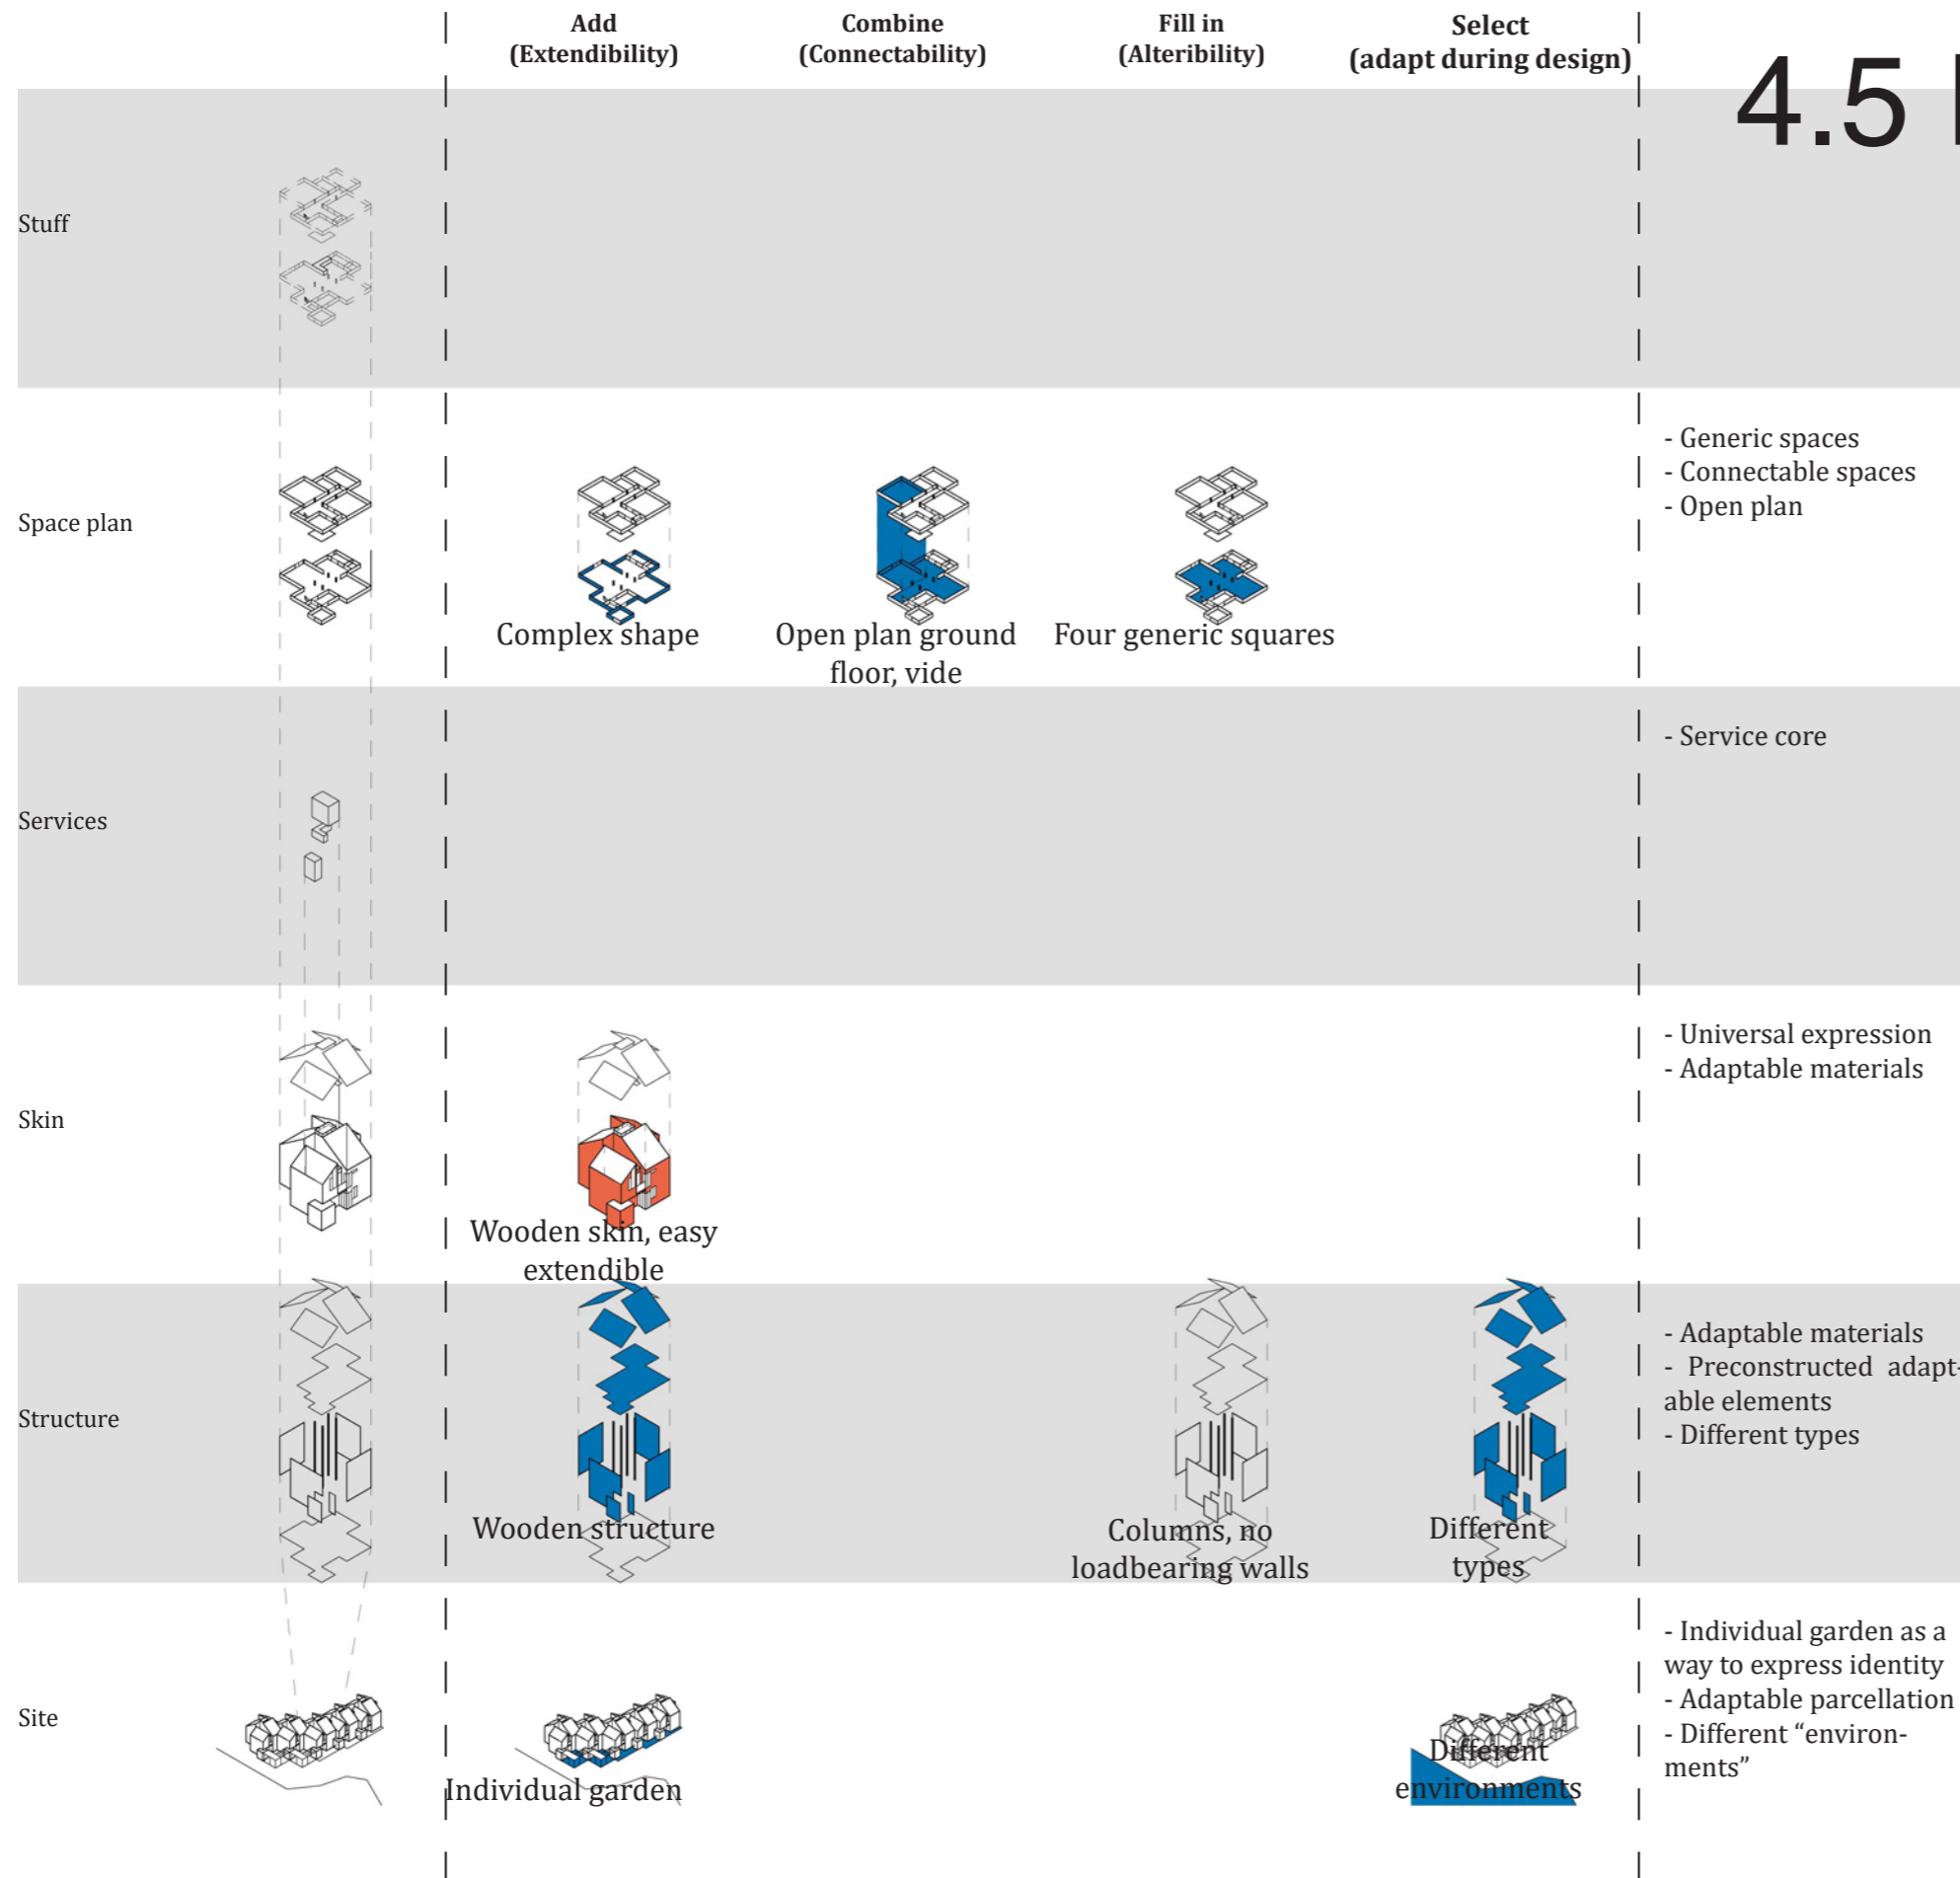 Add
(Extendibility)
Combine
(Connectability)
Fill in
(Alteribility)
Select
(adapt during design)
4.5
Stuff
Space plan
Complex shape
Open plan ground
floor, vide
Four generic squares
- Generic spaces
- Connectable spaces
- Open plan
Services
- Service core
Skin
Wooden skin, easy
extendible
- Universal expression
- Adaptable materials
Structure
Wooden structure
Columns, no
loadbearing walls
Different
types
- Adaptable materials
- Preconstructed adapt-
able elements
- Different types
Site
Individual garden
Different
environments
- Individual garden as a
way to express identity
- Adaptable parcellation
- Different “environ-
ments”